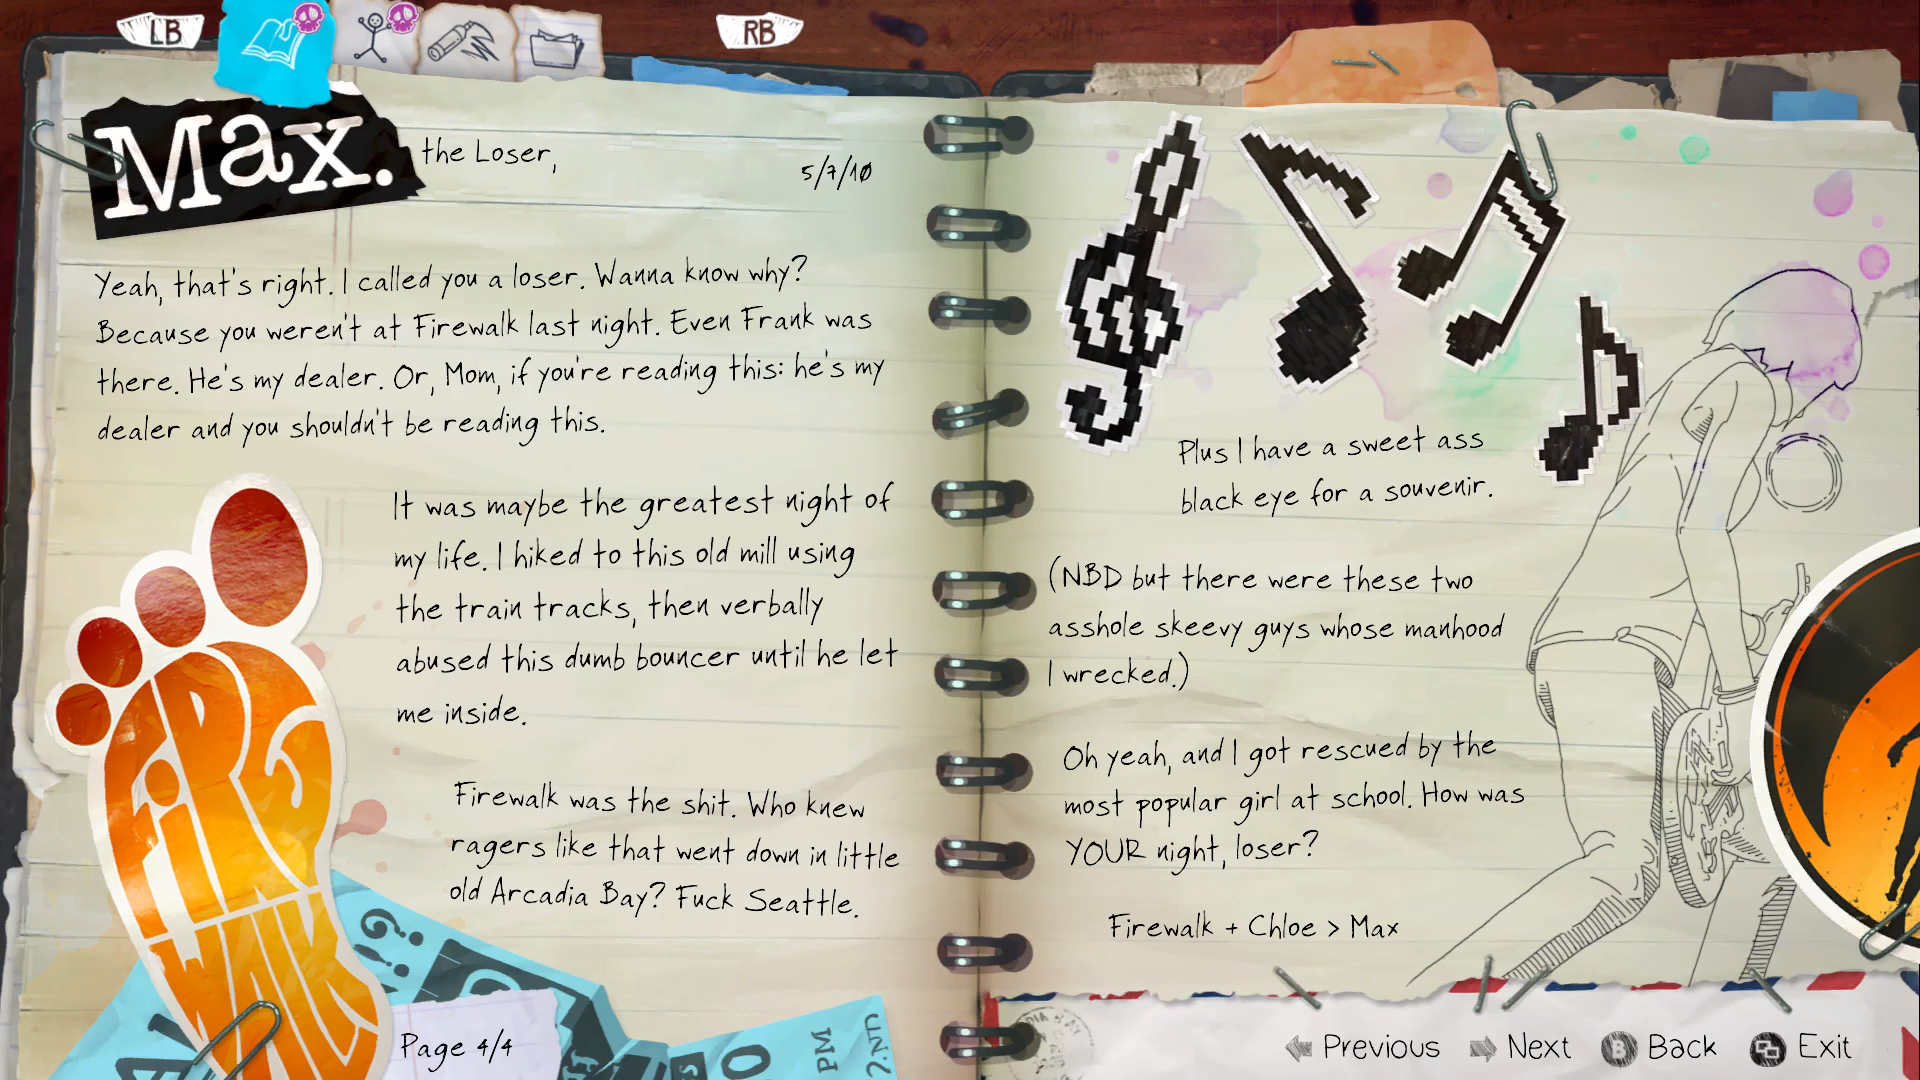 LB
RB
Max.
the Loser,
5/7/10
Yeah, that's right. I called you a loser. Wanna know why?
Because you weren't at Firewalk last night. Even Frank was
there. He's my dealer. Or, Mom, if you're reading this: he's my
dealer and you shouldn't be reading this.
It was maybe the greatest night of
my life. I hiked to this old mill using
the train tracks, then verbally
abused this dumb bouncer until he let
me inside.
Firewalk was the shit. Who knew
ragers like that went down in little
old Arcadia Bay? Fuck Seattle.
FIRE
WALK
PM
Page 4/4
Plus I have a sweet ass
black eye for a souvenir.
(NBD but there were these two
asshole skeevy guys whose manhood
I wrecked.)
Oh yeah, and I got rescued by the
most popular girl at school. How was
YOUR night, loser?
Firewalk + Chloe > Max
Previous
Next
B Back
Exit